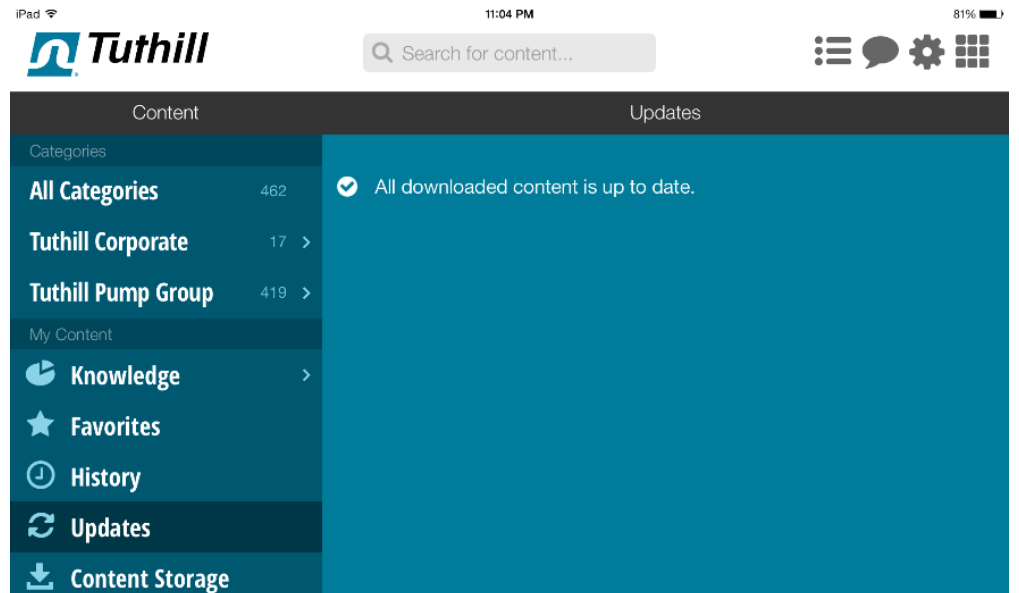 iPad 11:04 PM 81%
Tuthill
Search for content...
Content
Updates
Categories
All Categories 462
Tuthill Corporate 17
Tuthill Pump Group 419
My Content
Knowledge
Favorites
History
Updates
Content Storage
All downloaded content is up to date.